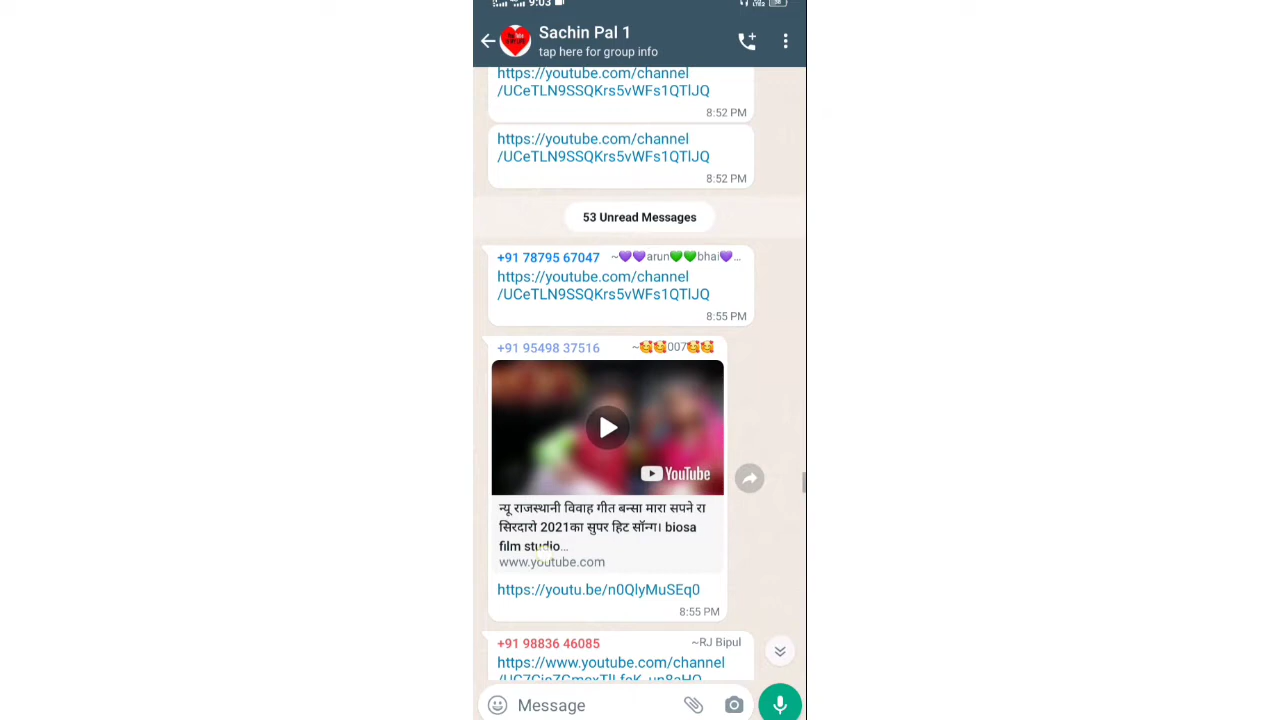 9:03
Sachin Pal 1
tap here for group info
https://youtube.com/channel
/UCeTLN9SSQKrs5vWFs1QTlJQ
8:52 PM
https://youtube.com/channel
/UCeTLN9SSQKrs5vWFs1QTlJQ
8:52 PM
53 Unread Messages
+91 78795 67047 ~💜💜arun💚💚bhai💜...
https://youtube.com/channel
/UCeTLN9SSQKrs5vWFs1QTlJQ
8:55 PM
+91 95498 37516 ~🥰🥰007🥰🥰
YouTube
न्यू राजस्थानी विवाह गीत बन्सा मारा सपने रा
सिरदारो 2021का सुपर हिट सॉन्ग। biosa
film studio...
www.youtube.com
https://youtu.be/n0QlyMuSEq0
8:55 PM
+91 98836 46085 ~RJ Bipul
https://www.youtube.com/channel
Message